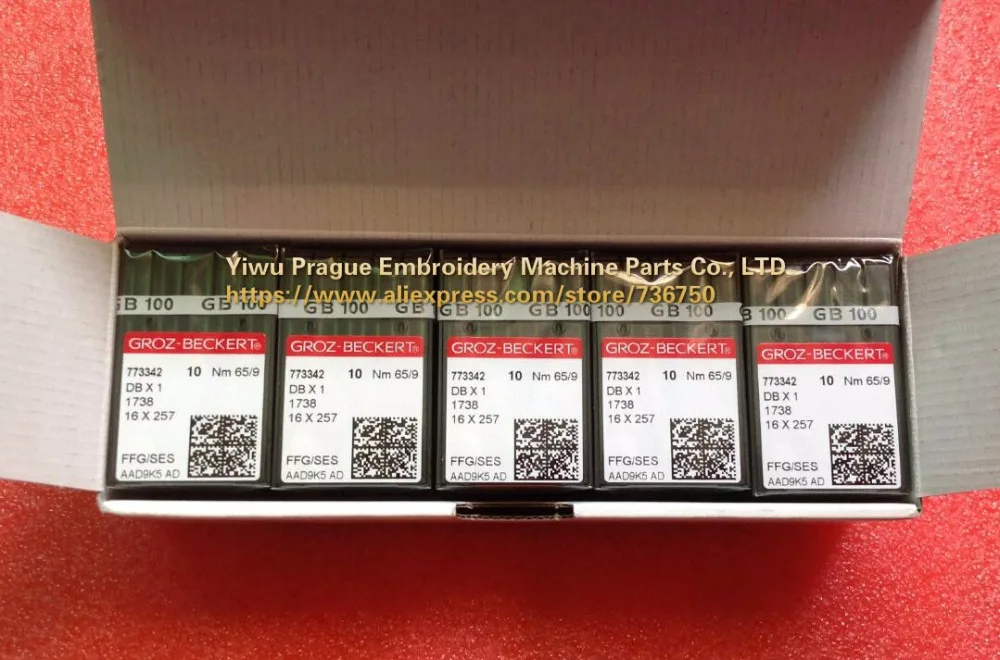 Yiwu Prague Embroidery Machine Parts Co., LTD
https://www.aliexpress.com/store/736750
GB 100 GB 100
GB 100 GB
GB 100
100 GB 100
B 100 GB 100
GROZ-BECKERT®
773342 10 Nm 65/9
DB X 1
1738
16 X 257
FFG/SES
AAD9K5 AD
GROZ-BECKERT®
773342 10 Nm 65/9
DB X 1
1738
16 X 257
FFG/SES
AAD9K5 AD
GROZ-BECKERT®
773342 10 Nm 65/9
DB X 1
1738
16 X 257
FFG/SES
AAD9K5 AD
GROZ-BECKERT®
773342 10 Nm 65/9
DB X 1
1738
16 X 257
FFG/SES
AAD9K5 AD
GROZ-BECKERT®
773342 10 Nm 65/9
DB X 1
1738
16 X 257
FFG/SES
AAD9K5 AD